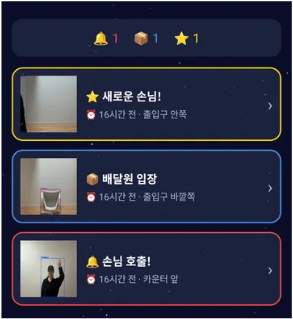 🔔 1 📦 1 ⭐ 1
⭐ 새로운 손님!
⏰ 16시간 전 · 출입구 안쪽
📦 배달원 입장
⏰ 16시간 전 · 출입구 바깥쪽
🔔 손님 호출!
⏰ 16시간 전 · 카운터 앞